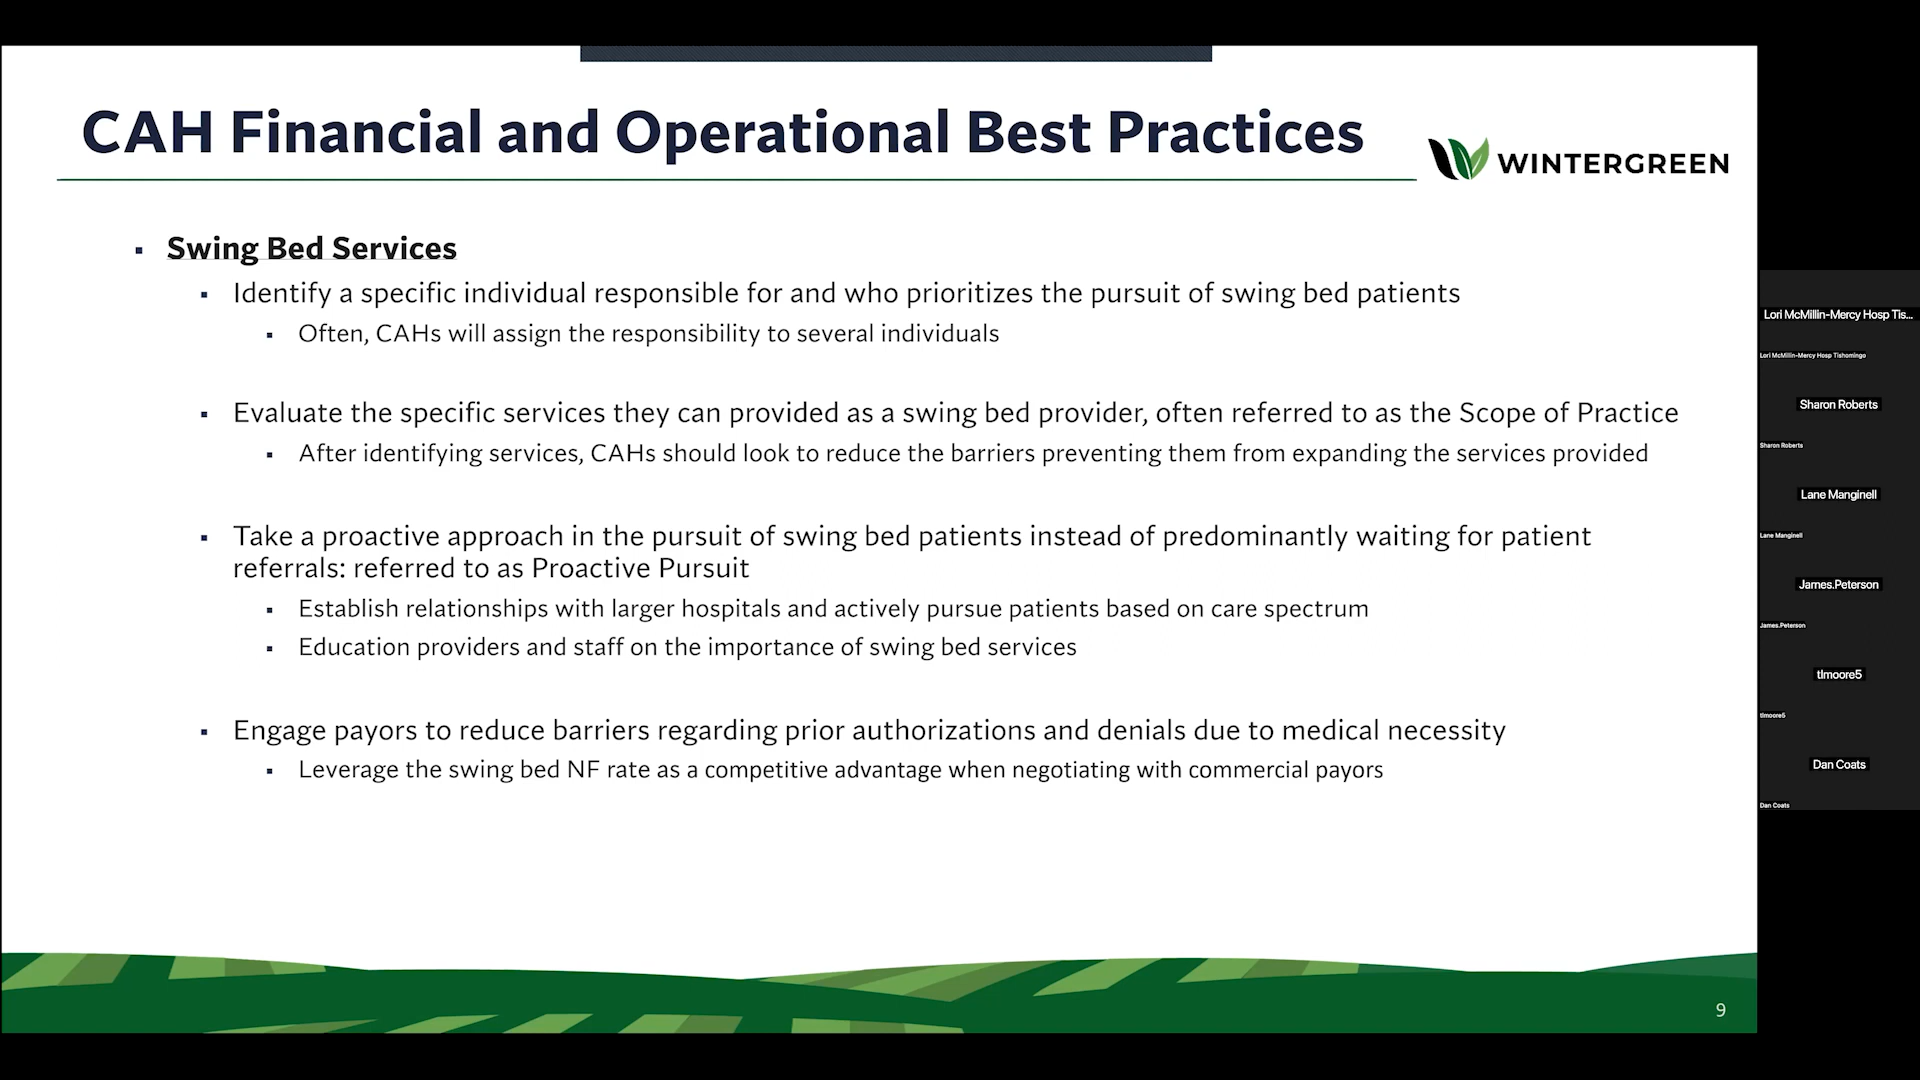 CAH Financial and Operational Best Practices
WINTERGREEN
▪ Swing Bed Services
▪ Identify a specific individual responsible for and who prioritizes the pursuit of swing bed patients
▪ Often, CAHs will assign the responsibility to several individuals
▪ Evaluate the specific services they can provided as a swing bed provider, often referred to as the Scope of Practice
▪ After identifying services, CAHs should look to reduce the barriers preventing them from expanding the services provided
▪ Take a proactive approach in the pursuit of swing bed patients instead of predominantly waiting for patient
referrals: referred to as Proactive Pursuit
▪ Establish relationships with larger hospitals and actively pursue patients based on care spectrum
▪ Education providers and staff on the importance of swing bed services
▪ Engage payors to reduce barriers regarding prior authorizations and denials due to medical necessity
▪ Leverage the swing bed NF rate as a competitive advantage when negotiating with commercial payors
9
Lori McMillin-Mercy Hosp Tis...
Lori McMillin-Mercy Hosp Tishomingo
Sharon Roberts
Sharon Roberts
Lane Manginell
Lane Manginell
James.Peterson
James.Peterson
tlmoore5
tlmoore5
Dan Coats
Dan Coats